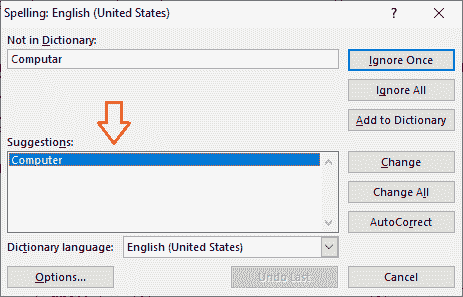 Spelling: English (United States)
Not in Dictionary:
Computar
Ignore Once
Ignore All
Add to Dictionary
Suggestions:
Computer
Change
Change All
AutoCorrect
Dictionary language: English (United States)
Options... Undo Last Cancel